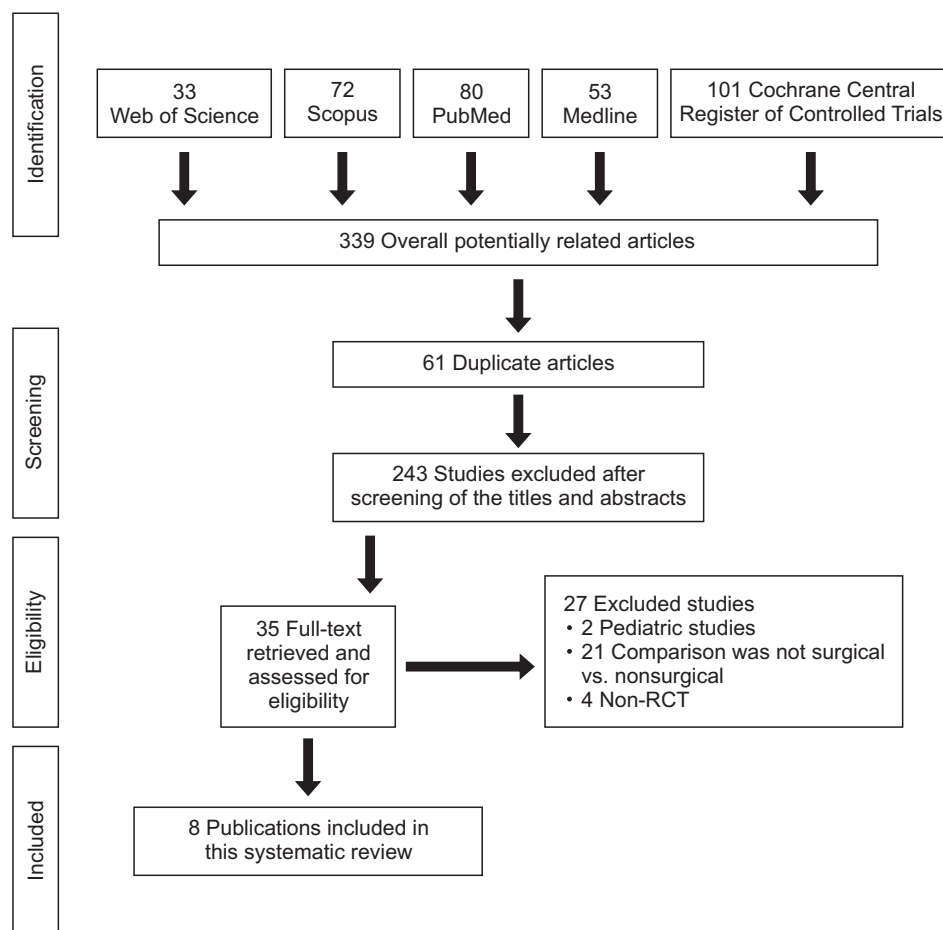 Identification
33
Web of Science
72
Scopus
80
PubMed
53
Medline
101 Cochrane Central
Register of Controlled Trials
339 Overall potentially related articles
Screening
61 Duplicate articles
243 Studies excluded after
screening of the titles and abstracts
Eligibility
35 Full-text
retrieved and
assessed for
eligibility
27 Excluded studies
• 2 Pediatric studies
• 21 Comparison was not surgical
vs. nonsurgical
• 4 Non-RCT
Included
8 Publications included in
this systematic review